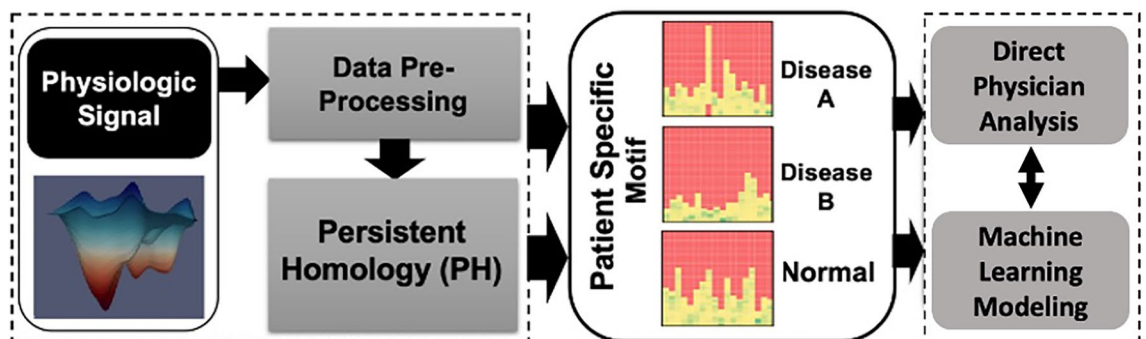 Physiologic
Signal
Data Pre-
Processing
Persistent
Homology (PH)
Patient Specific
Motif
Disease
A
Disease
B
Normal
Direct
Physician
Analysis
Machine
Learning
Modeling